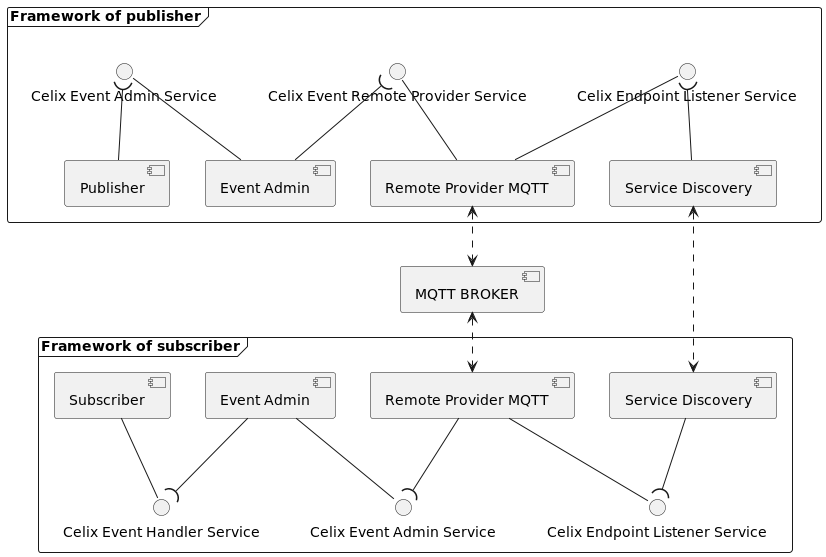 Framework of publisher
Celix Event Admin Service
Celix Event Remote Provider Service
Celix Endpoint Listener Service
Publisher
Event Admin
Remote Provider MQTT
Service Discovery
MQTT BROKER
Framework of subscriber
Subscriber
Event Admin
Remote Provider MQTT
Service Discovery
Celix Event Handler Service
Celix Event Admin Service
Celix Endpoint Listener Service